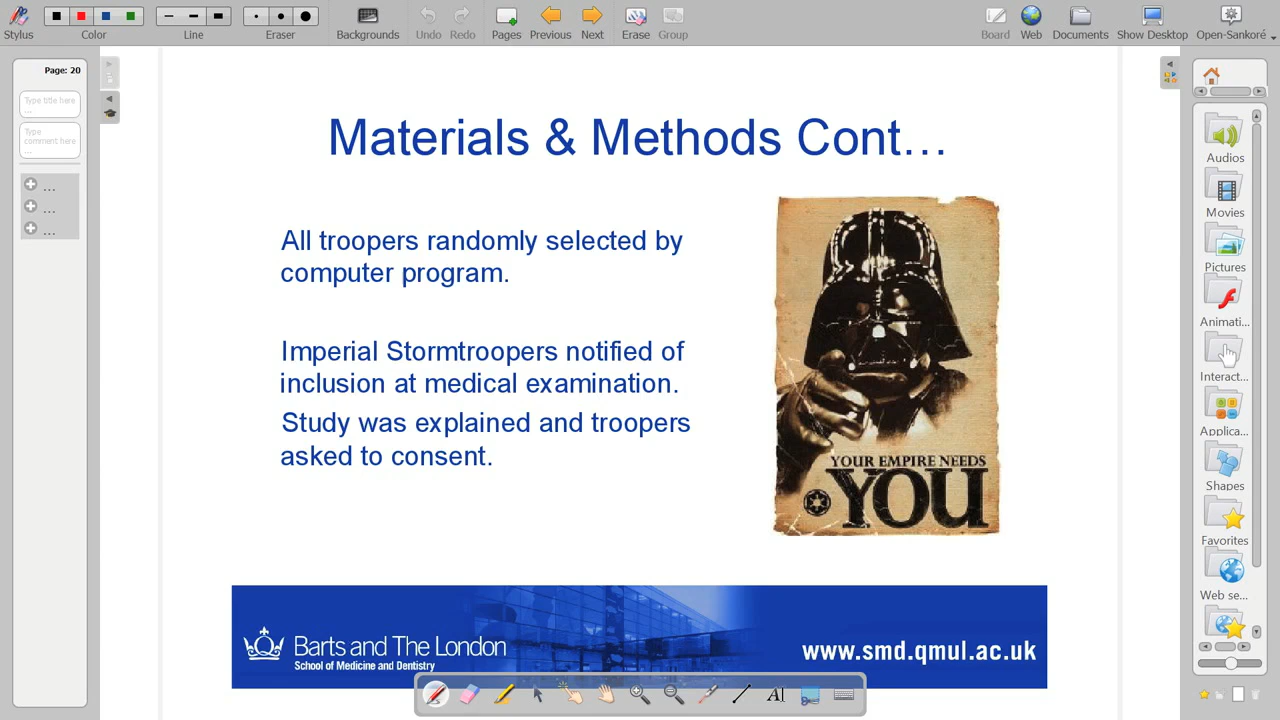 Stylus
Color
Line
Eraser
Backgrounds
Undo
Redo
Pages
Previous
Next
Erase
Group
Board
Web
Documents
Show Desktop
Open-Sankoré
Page: 20
Type title here
...
Type
comment here
...
...
...
...
Materials & Methods Cont…
All troopers randomly selected by
computer program.
Imperial Stormtroopers notified of
inclusion at medical examination.
Study was explained and troopers
asked to consent.
YOUR EMPIRE NEEDS
YOU
Barts and The London
School of Medicine and Dentistry
www.smd.qmul.ac.uk
Audios
Movies
Pictures
Animati...
Interact...
Applica...
Shapes
Favorites
Web se...